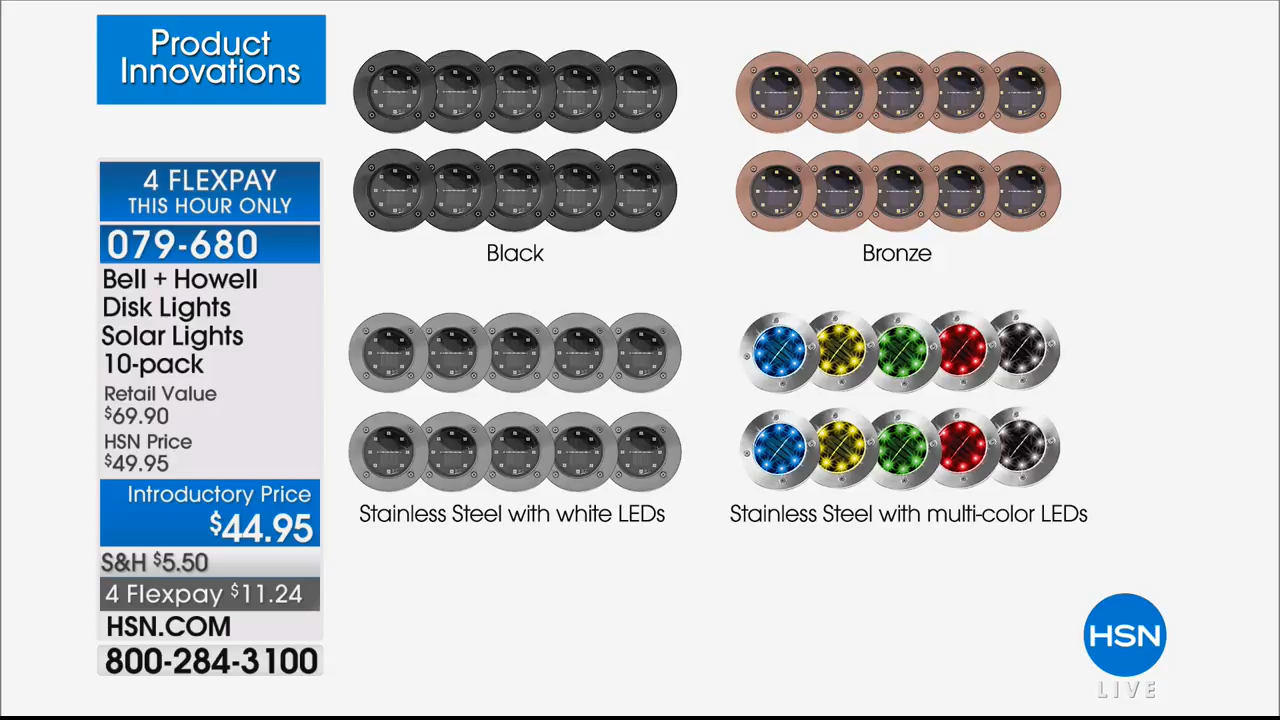 Product
Innovations
4 FLEXPAY
THIS HOUR ONLY
079-680
Bell + Howell
Disk Lights
Solar Lights
10-pack
Retail Value
$69.90
HSN Price
$49.95
Introductory Price
$44.95
S&H $5.50
4 Flexpay $11.24
HSN.COM
800-284-3100
Black
Bronze
Stainless Steel with white LEDs
Stainless Steel with multi-color LEDs
HSN
LIVE